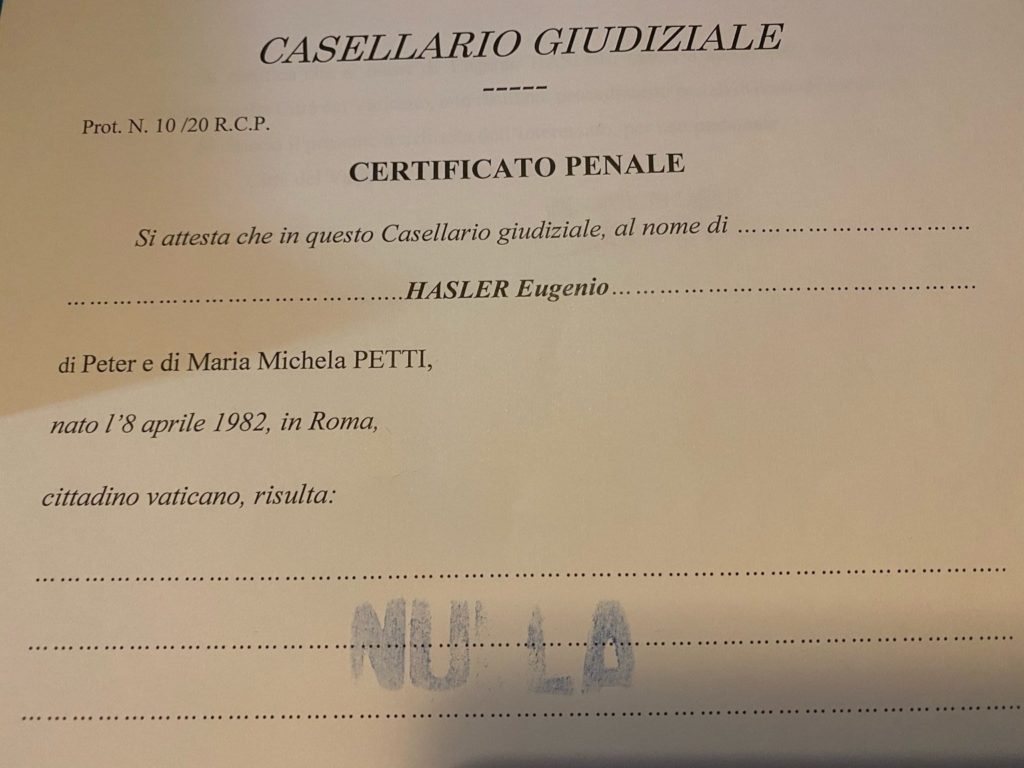 CASELLARIO GIUDIZIALE
-----
Prot. N. 10 /20 R.C.P.
CERTIFICATO PENALE
Si attesta che in questo Casellario giudiziale, al nome di ……………………………
……………………………………..HASLER Eugenio……………………………………….
di Peter e di Maria Michela PETTI,
nato l’8 aprile 1982, in Roma,
cittadino vaticano, risulta:
………………………………………………………………………………………………………..
NULLA
………………………………………………………………………………………………………..